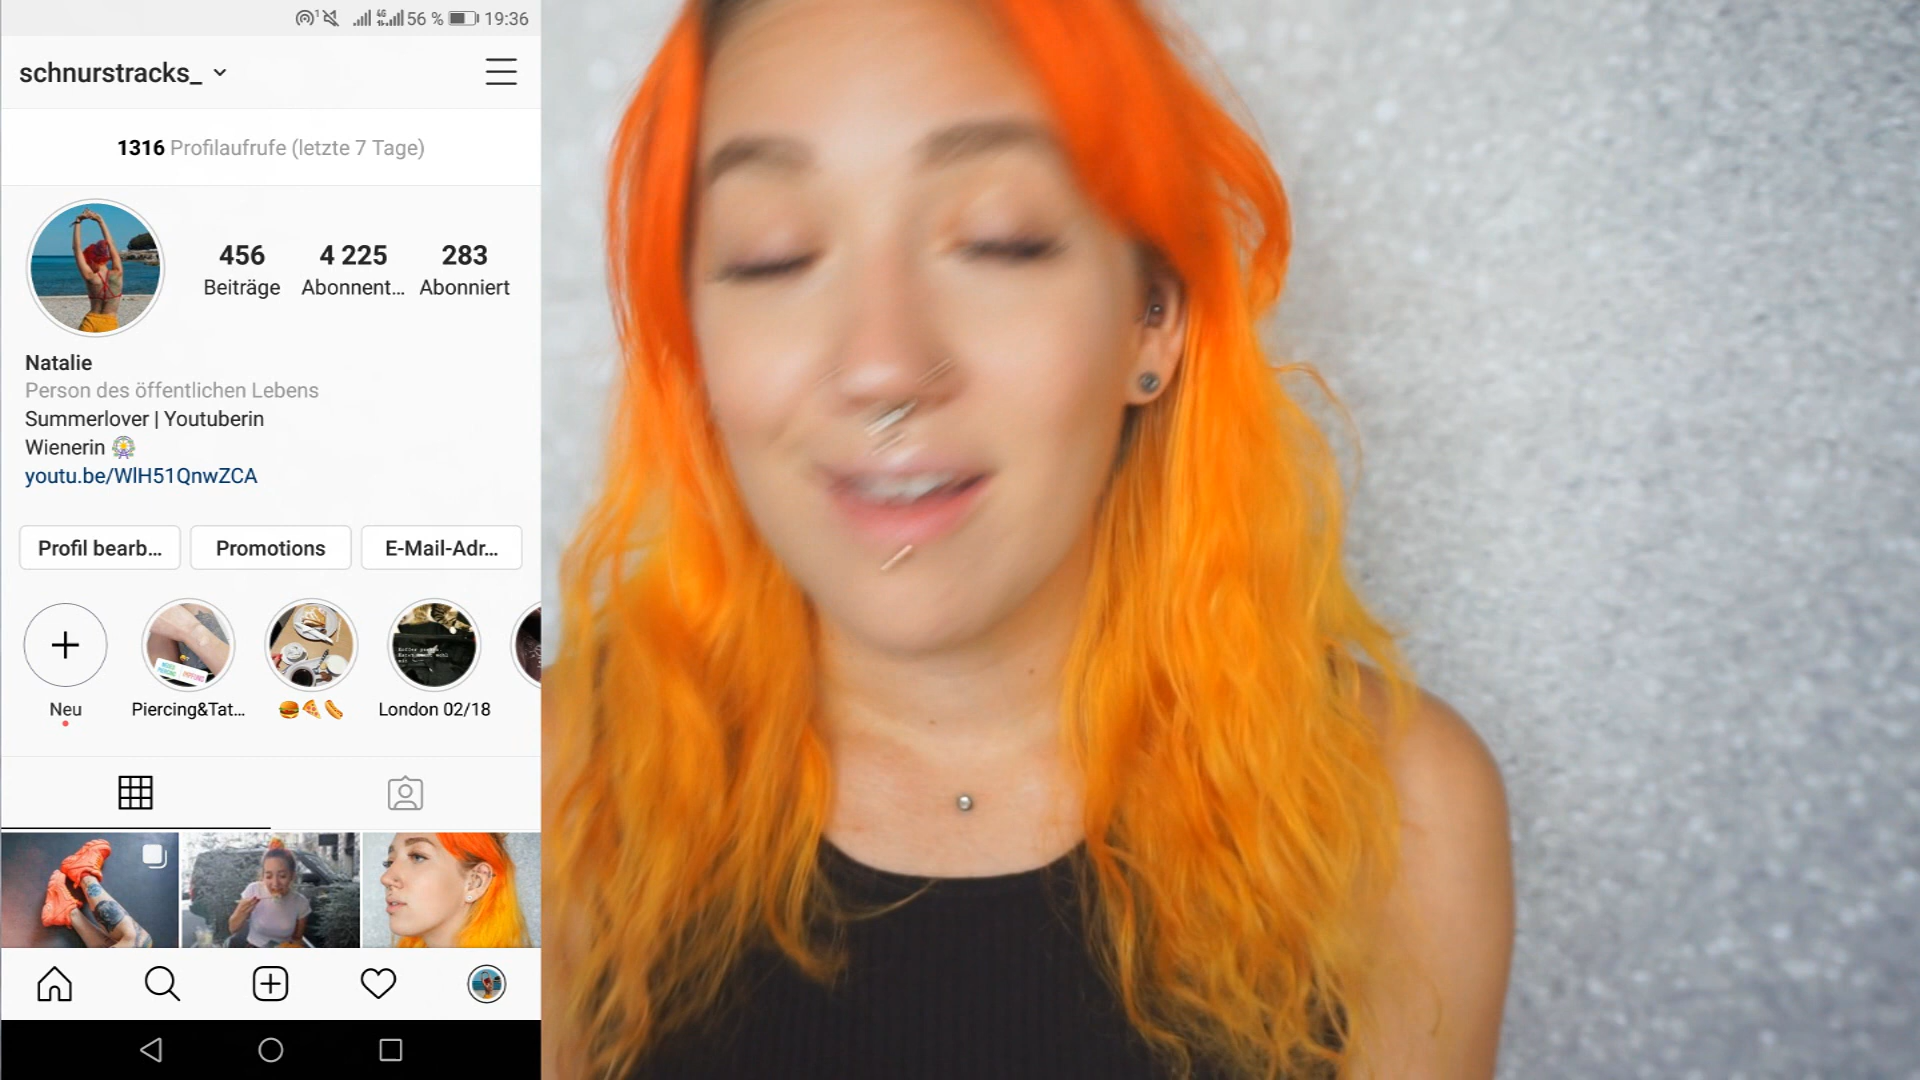 56 % 19:36
schnurstracks_
1316 Profilaufrufe (letzte 7 Tage)
456 4 225 283
Beiträge Abonnent... Abonniert
Natalie
Person des öffentlichen Lebens
Summerlover | Youtuberin
Wienerin 🎡
youtu.be/WlH51QnwZCA
Profil bearb... Promotions E-Mail-Adr...
Neu Piercing&Tat... 🍔🍕🌭 London 02/18